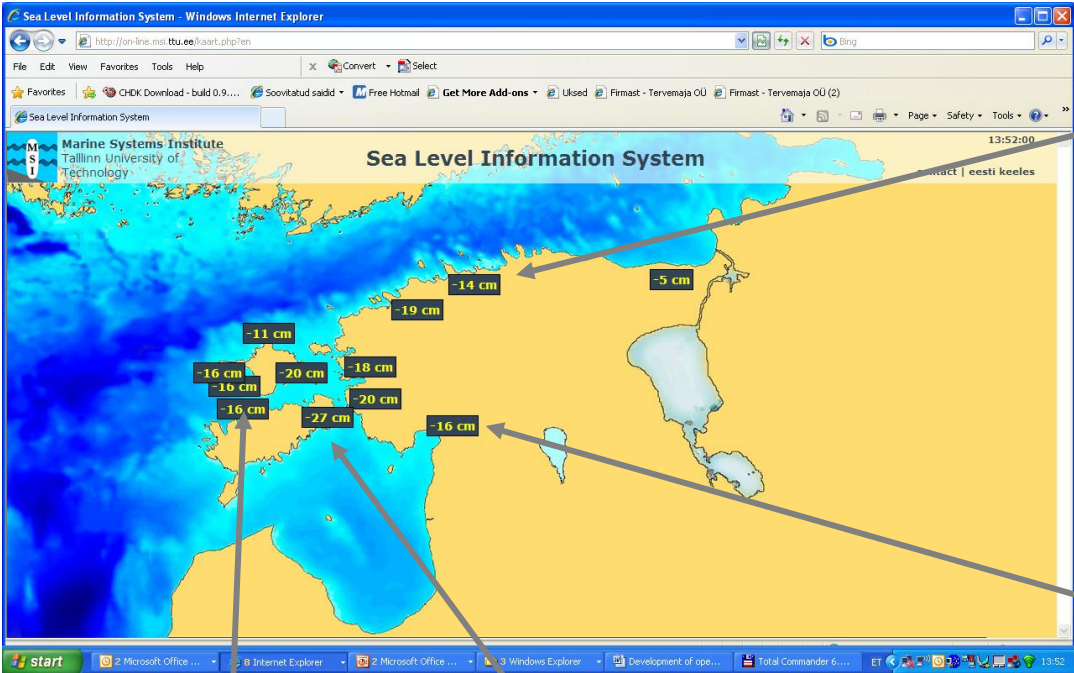 Sea Level Information System - Windows Internet Explorer
http://on-line.msi.ttu.ee/kaart.php?en
Bing
File Edit View Favorites Tools Help
x Convert Select
Favorites CHDK Download - build 0.9.... Soovitatud saidid Free Hotmail Get More Add-ons Uksed Firmast - Tervemaja OÜ Firmast - Tervemaja OÜ (2)
Sea Level Information System
Page Safety Tools
M S I
Marine Systems Institute
Tallinn University of
Technology
Sea Level Information System
13:52:00
| eesti keeles
-14 cm
-5 cm
-19 cm
-11 cm
-16 cm
-20 cm
-18 cm
-16 cm
-20 cm
-16 cm
-27 cm
-16 cm
start
2 Microsoft Office ...
8 Internet Explorer
2 Microsoft Office ...
3 Windows Explorer
Development of ope...
Total Commander 6....
ET
13:52